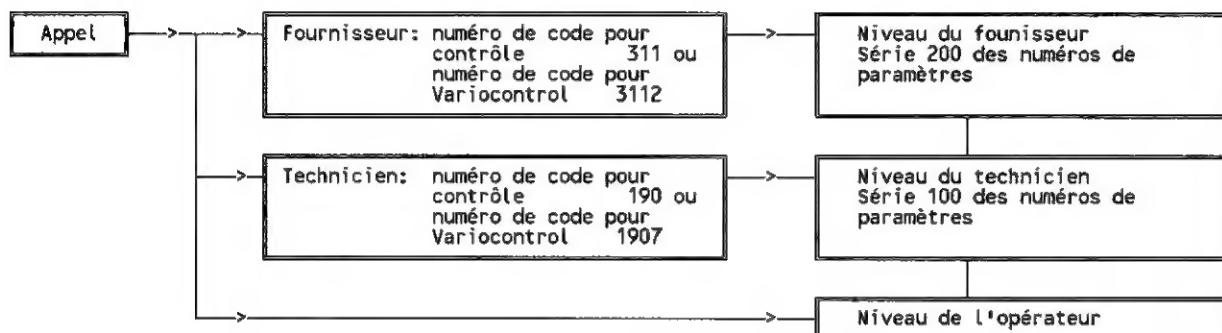 Appel
Fournisseur: numéro de code pour
contrôle 311 ou
numéro de code pour
Variocontrol 3112
Niveau du founisseur
Série 200 des numéros de
paramètres
Technicien: numéro de code pour
contrôle 190 ou
numéro de code pour
Variocontrol 1907
Niveau du technicien
Série 100 des numéros de
paramètres
Niveau de l'opérateur